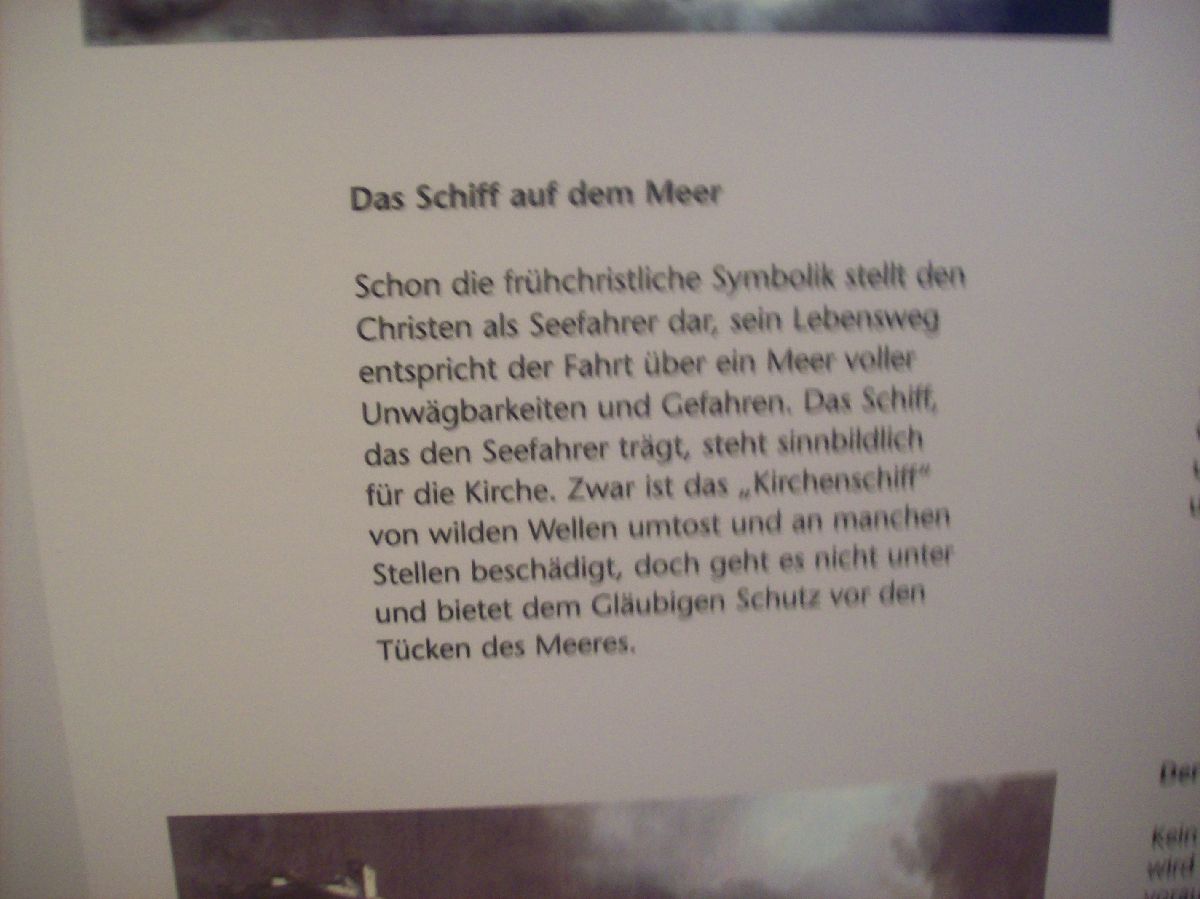 Das Schiff auf dem Meer
Schon die frühchristliche Symbolik stellt den
Christen als Seefahrer dar, sein Lebensweg
entspricht der Fahrt über ein Meer voller
Unwägbarkeiten und Gefahren. Das Schiff,
das den Seefahrer trägt, steht sinnbildlich
für die Kirche. Zwar ist das „Kirchenschiff“
von wilden Wellen umtost und an manchen
Stellen beschädigt, doch geht es nicht unter
und bietet dem Gläubigen Schutz vor den
Tücken des Meeres.
Der
Kein
wird